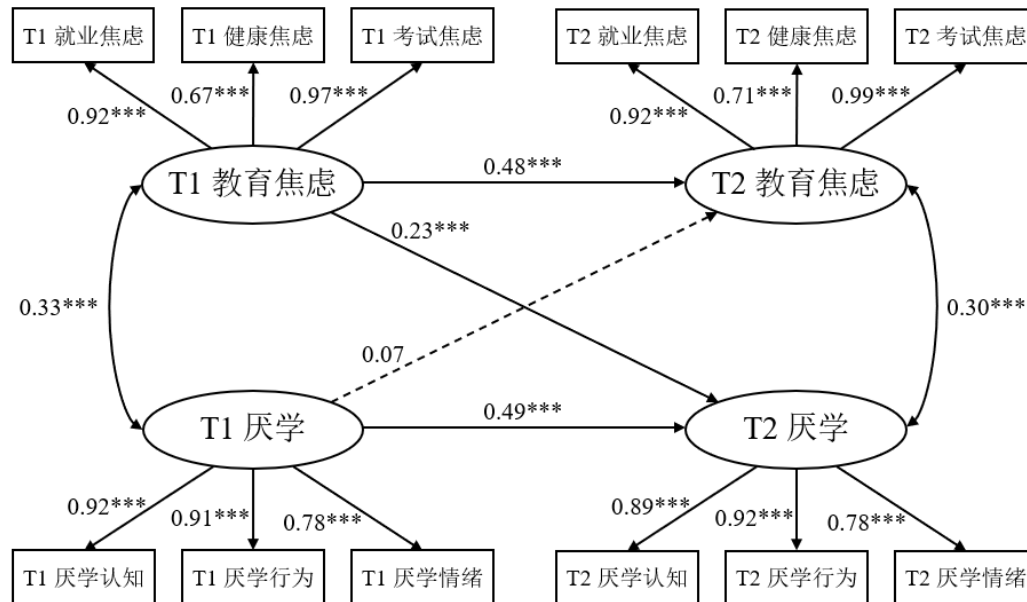 T1 就业焦虑
T1 健康焦虑
T1 考试焦虑
T2 就业焦虑
T2 健康焦虑
T2 考试焦虑
0.92***
0.67***
0.97***
0.92***
0.71***
0.99***
T1 教育焦虑
0.48***
T2 教育焦虑
0.23***
0.33***
0.30***
0.07
T1 厌学
0.49***
T2 厌学
0.92***
0.91***
0.78***
0.89***
0.92***
0.78***
T1 厌学认知
T1 厌学行为
T1 厌学情绪
T2 厌学认知
T2 厌学行为
T2 厌学情绪